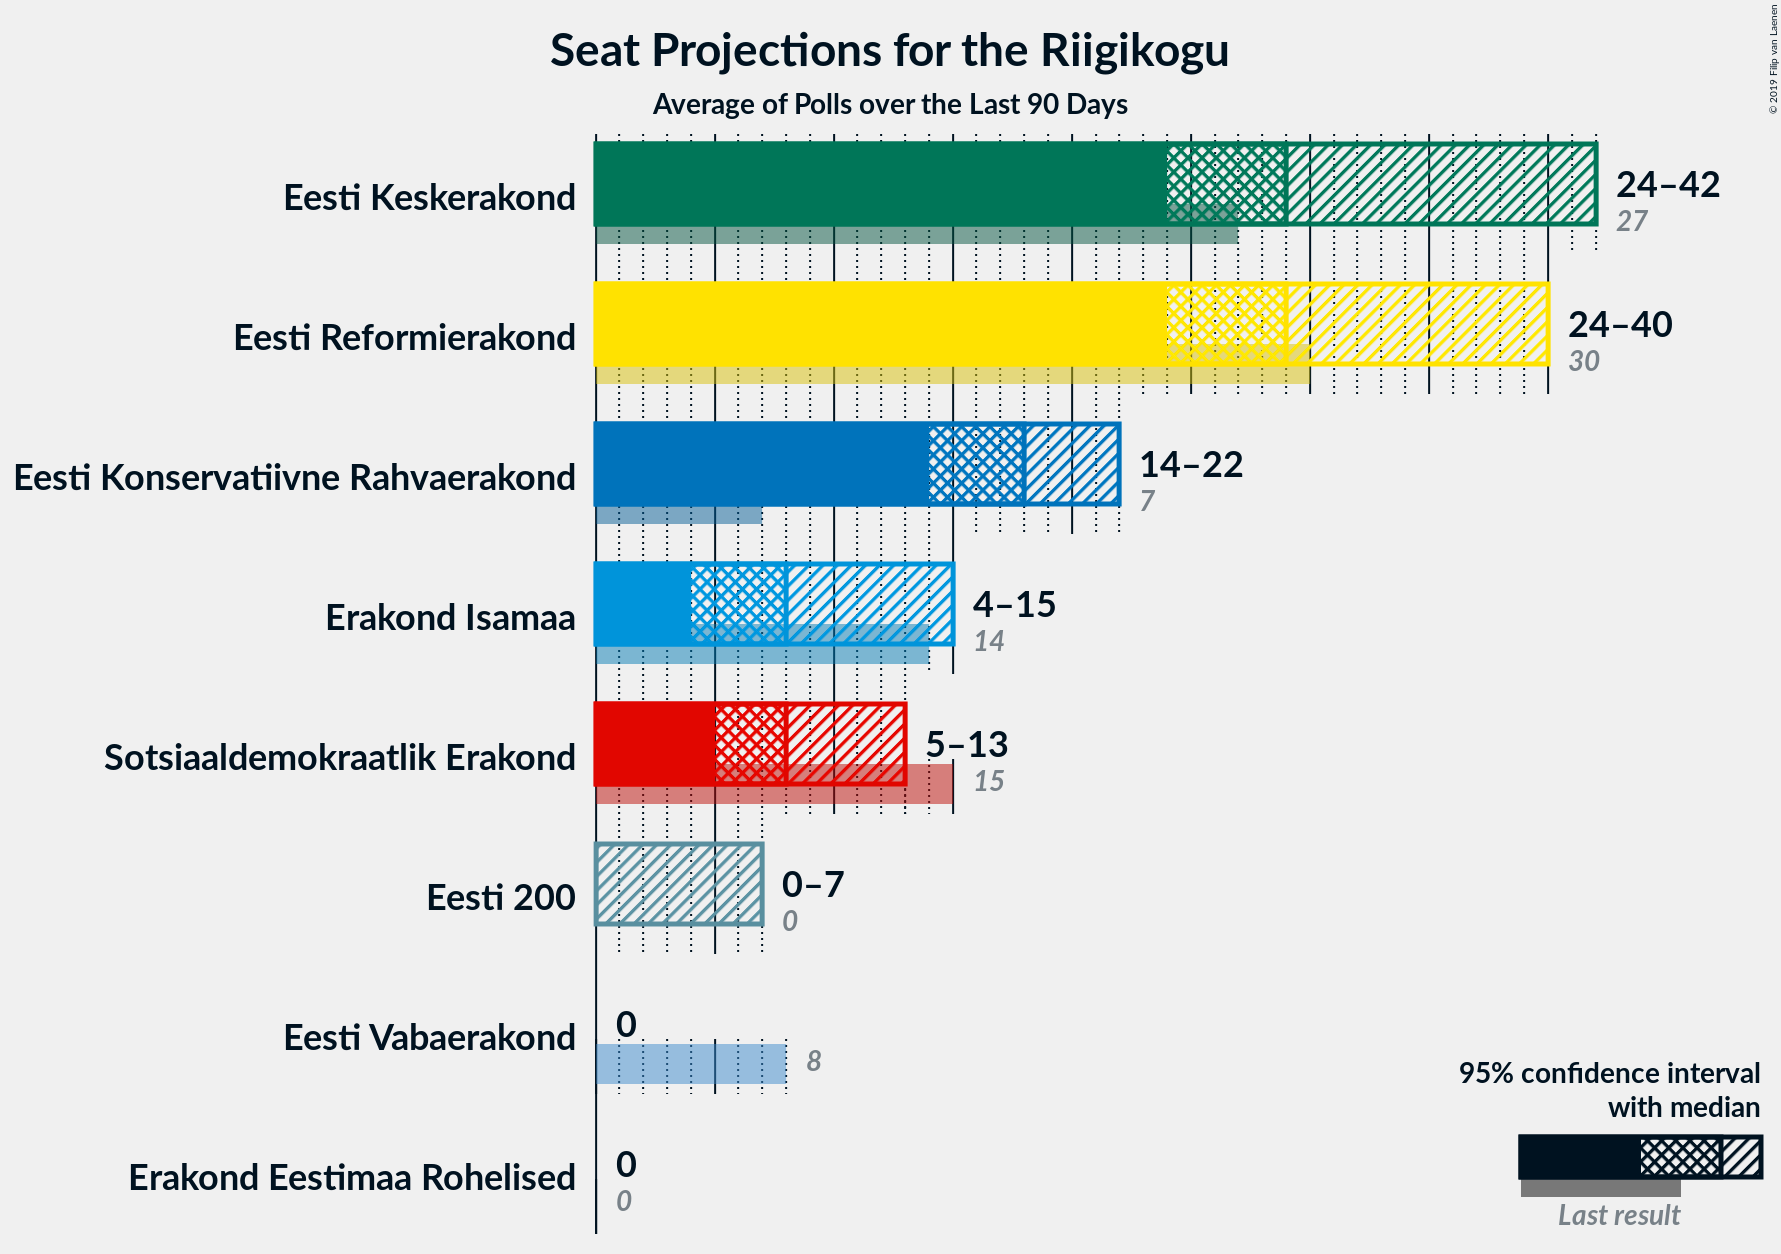 Seat Projections for the Riigikogu
Average of Polls over the Last 90 Days
© 2019 Filip van Laenen
Eesti Keskerakond
24–42
27
Eesti Reformierakond
24–40
30
Eesti Konservatiivne Rahvaerakond
14–22
7
Erakond Isamaa
4–15
14
Sotsiaaldemokraatlik Erakond
5–13
15
Eesti 200
0–7
0
Eesti Vabaerakond
0
8
Erakond Eestimaa Rohelised
0
0
95% confidence interval
with median
Last result